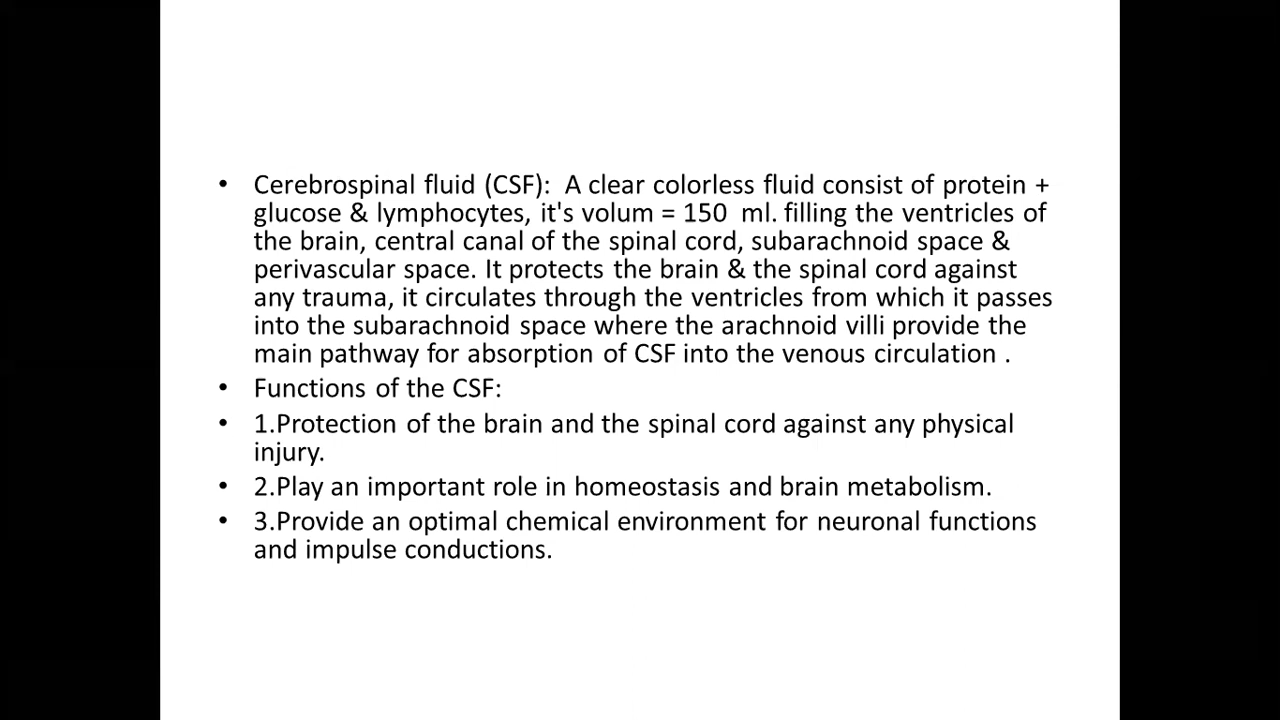 • Cerebrospinal fluid (CSF):  A clear colorless fluid consist of protein +
glucose & lymphocytes, it's volum = 150  ml. filling the ventricles of
the brain, central canal of the spinal cord, subarachnoid space &
perivascular space. It protects the brain & the spinal cord against
any trauma, it circulates through the ventricles from which it passes
into the subarachnoid space where the arachnoid villi provide the
main pathway for absorption of CSF into the venous circulation .
• Functions of the CSF:
• 1.Protection of the brain and the spinal cord against any physical
injury.
• 2.Play an important role in homeostasis and brain metabolism.
• 3.Provide an optimal chemical environment for neuronal functions
and impulse conductions.